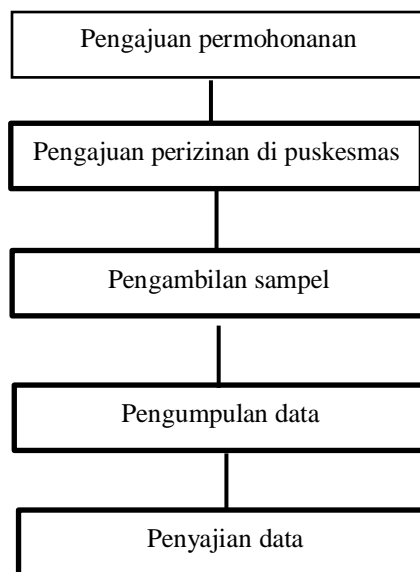 Pengajuan permohonanan
Pengajuan perizinan di puskesmas
Pengambilan sampel
Pengumpulan data
Penyajian data